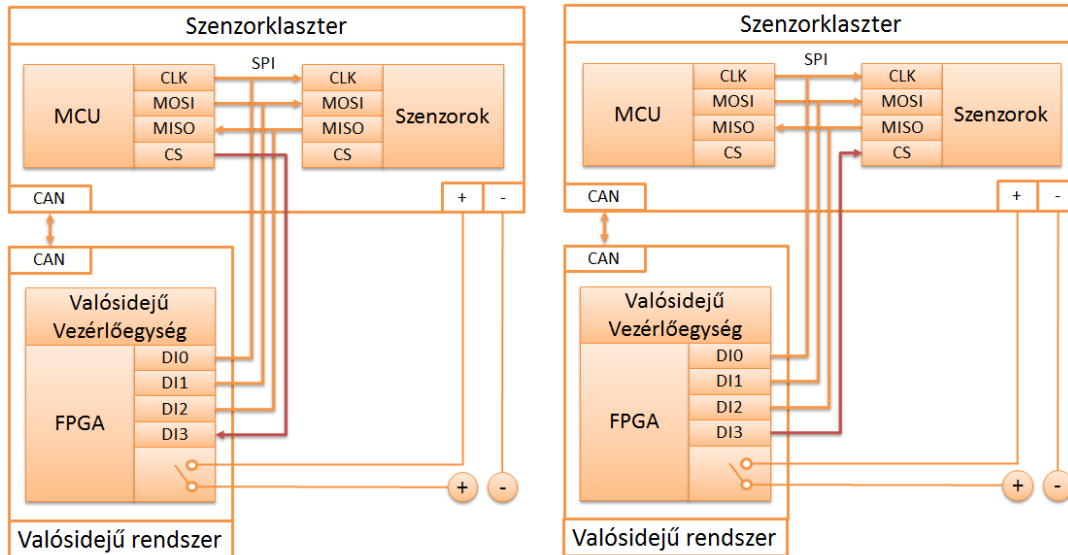 Szenzorklaszter
SPI
MCU
CLK
MOSI
MISO
CS
CLK
MOSI
MISO
CS
Szenzorok
CAN
+ -
CAN
Valósidejű
Vezérlőegység
FPGA
DI0
DI1
DI2
DI3
+ -
Valósidejű rendszer
Szenzorklaszter
SPI
MCU
CLK
MOSI
MISO
CS
CLK
MOSI
MISO
CS
Szenzorok
CAN
+ -
CAN
Valósidejű
Vezérlőegység
FPGA
DI0
DI1
DI2
DI3
+ -
Valósidejű rendszer